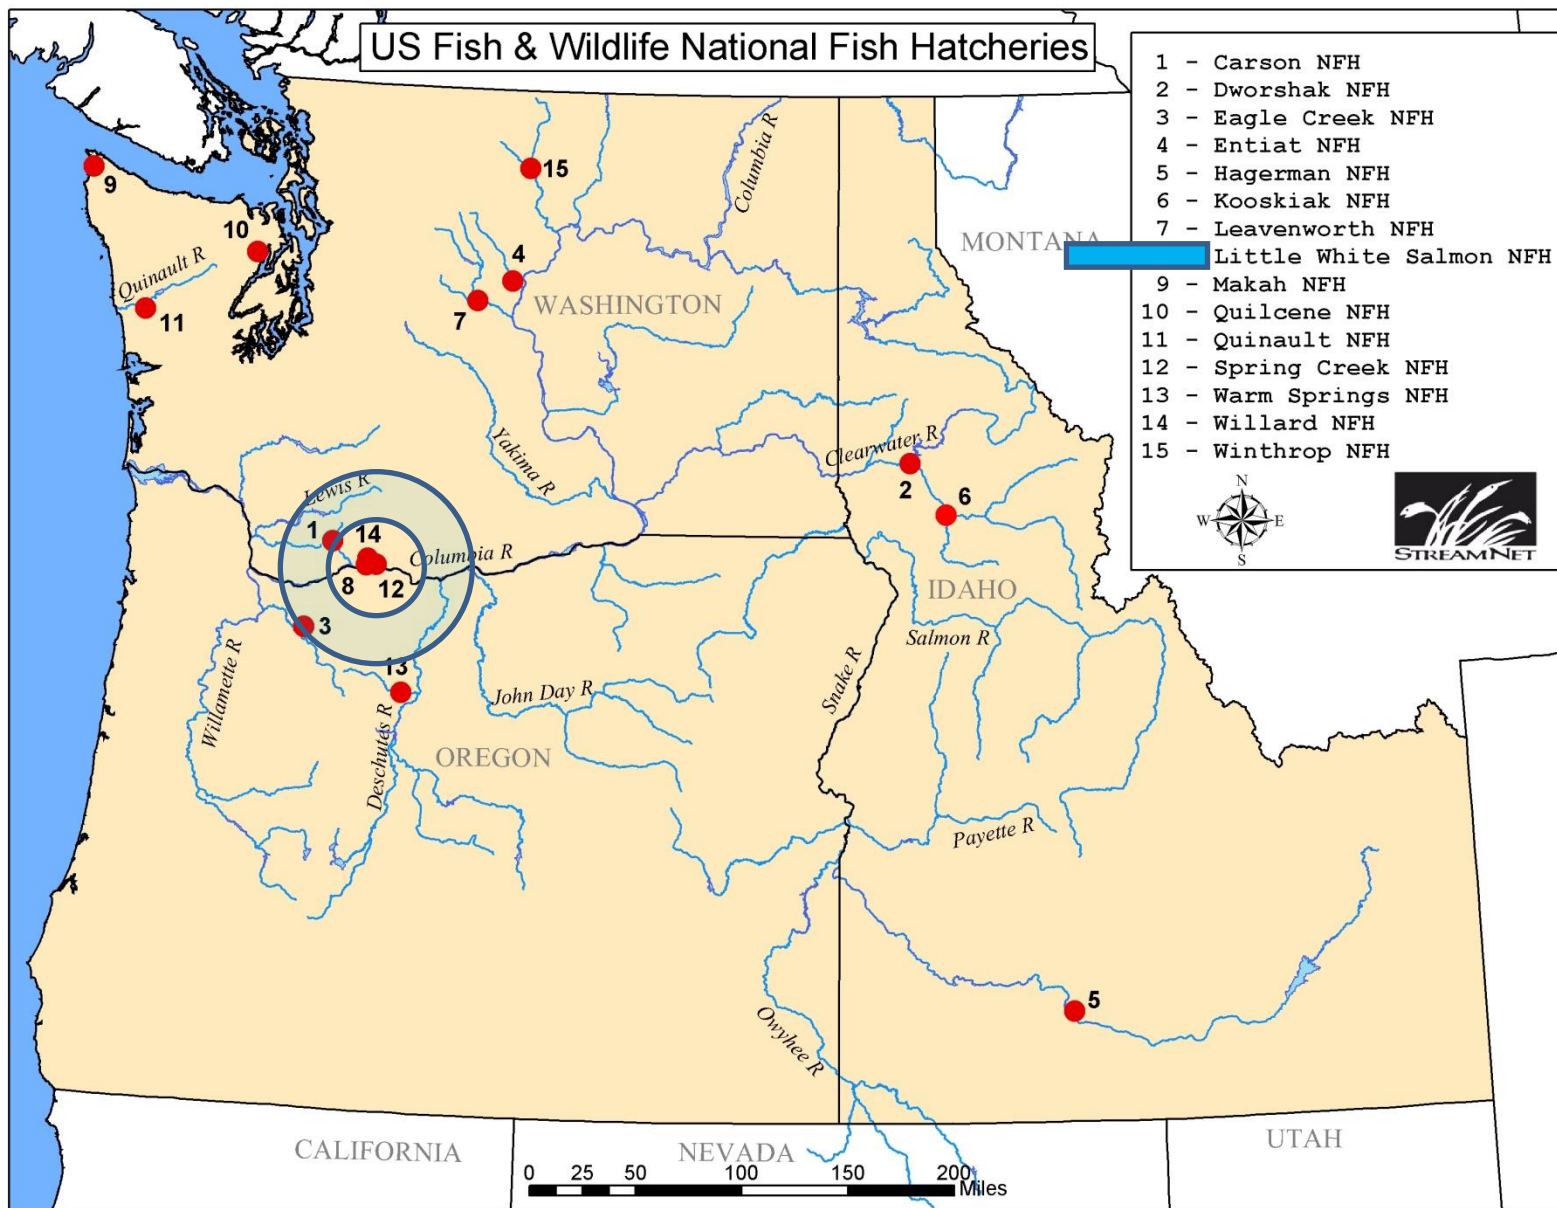 US Fish & Wildlife National Fish Hatcheries
1 - Carson NFH
2 - Dworshak NFH
3 - Eagle Creek NFH
4 - Entiat NFH
5 - Hagerman NFH
6 - Kooskiak NFH
7 - Leavenworth NFH
Little White Salmon NFH
9 - Makah NFH
10 - Quilcene NFH
11 - Quinault NFH
12 - Spring Creek NFH
13 - Warm Springs NFH
14 - Willard NFH
15 - Winthrop NFH
N
W
E
S
STREAMNET
9
10
Quinault R
11
15
Columbia R
4
7
WASHINGTON
MONTANA
Yakima R
Clearwater R
2
6
Lewis R
1
14
Columbia R
8
12
3
13
IDAHO
Salmon R
Willamette R
John Day R
Snake R
Deschutes R
OREGON
Payette R
5
Owyhee R
CALIFORNIA
NEVADA
UTAH
0 25 50 100 150 200
Miles